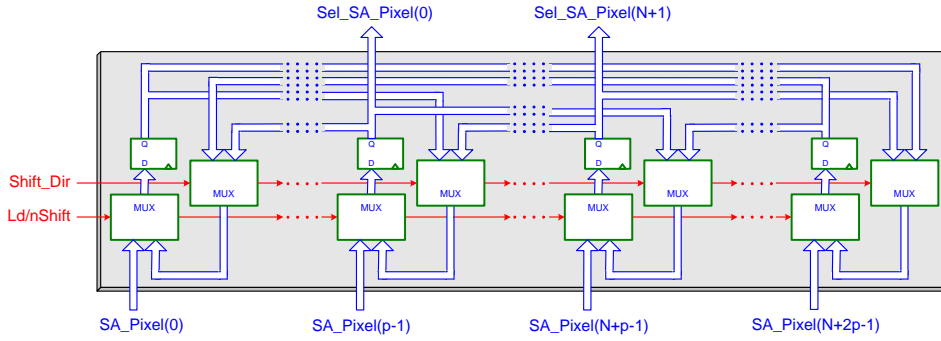 Sel_SA_Pixel(0) Sel_SA_Pixel(N+1)
Q Q Q Q
D D D D
Shift_Dir MUX MUX MUX MUX
Ld/nShift MUX MUX MUX MUX
SA_Pixel(0) SA_Pixel(p-1) SA_Pixel(N+p-1) SA_Pixel(N+2p-1)